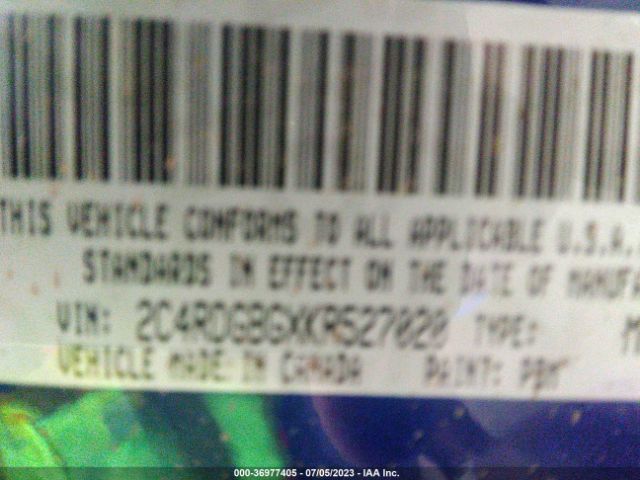 THIS VEHICLE CONFORMS TO ALL APPLICABLE U.S.A.
STANDARDS IN EFFECT ON THE DATE OF MANUFA
VIN: 2C4RDGBGXKR527020 TYPE: M
VEHICLE MADE IN CANADA PAINT: PBM
000-36977405 - 07/05/2023 - IAA Inc.